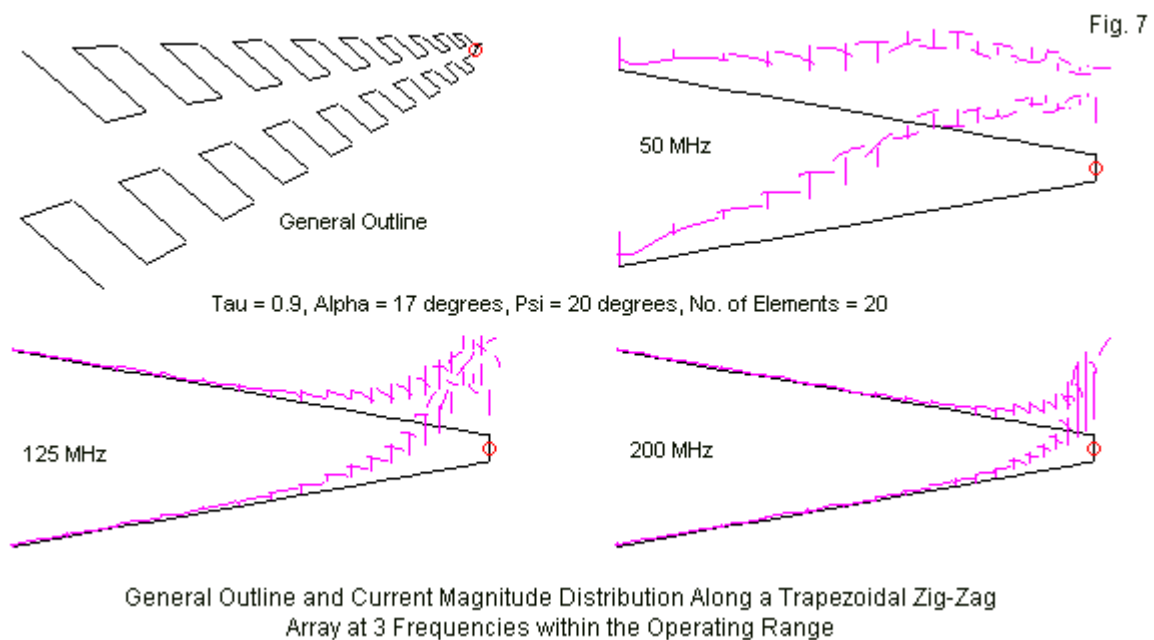 Fig. 7
50 MHz
General Outline
Tau = 0.9, Alpha = 17 degrees, Psi = 20 degrees, No. of Elements = 20
125 MHz
200 MHz
General Outline and Current Magnitude Distribution Along a Trapezoidal Zig-Zag
Array at 3 Frequencies within the Operating Range